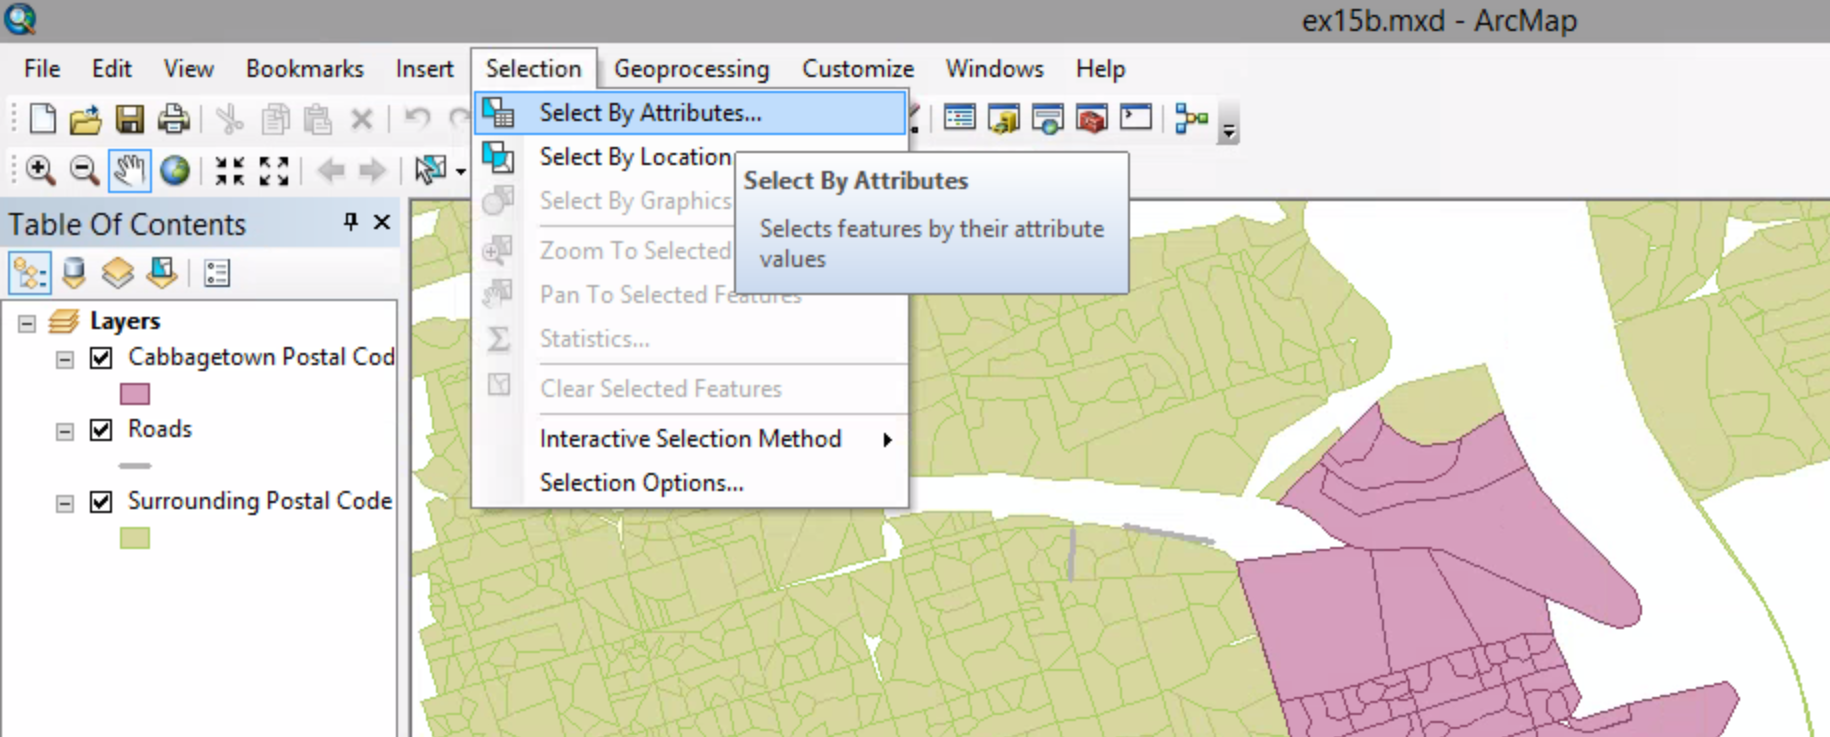 ex15b.mxd - ArcMap
File Edit View Bookmarks Insert Selection Geoprocessing Customize Windows Help
Select By Attributes...
Select By Location
Select By Attributes
Select By Graphics
Selects features by their attribute
values
Zoom To Selected
Pan To Selected Features
Statistics...
Clear Selected Features
Interactive Selection Method
Selection Options...
Table Of Contents
Layers
Cabbagetown Postal Cod
Roads
Surrounding Postal Code